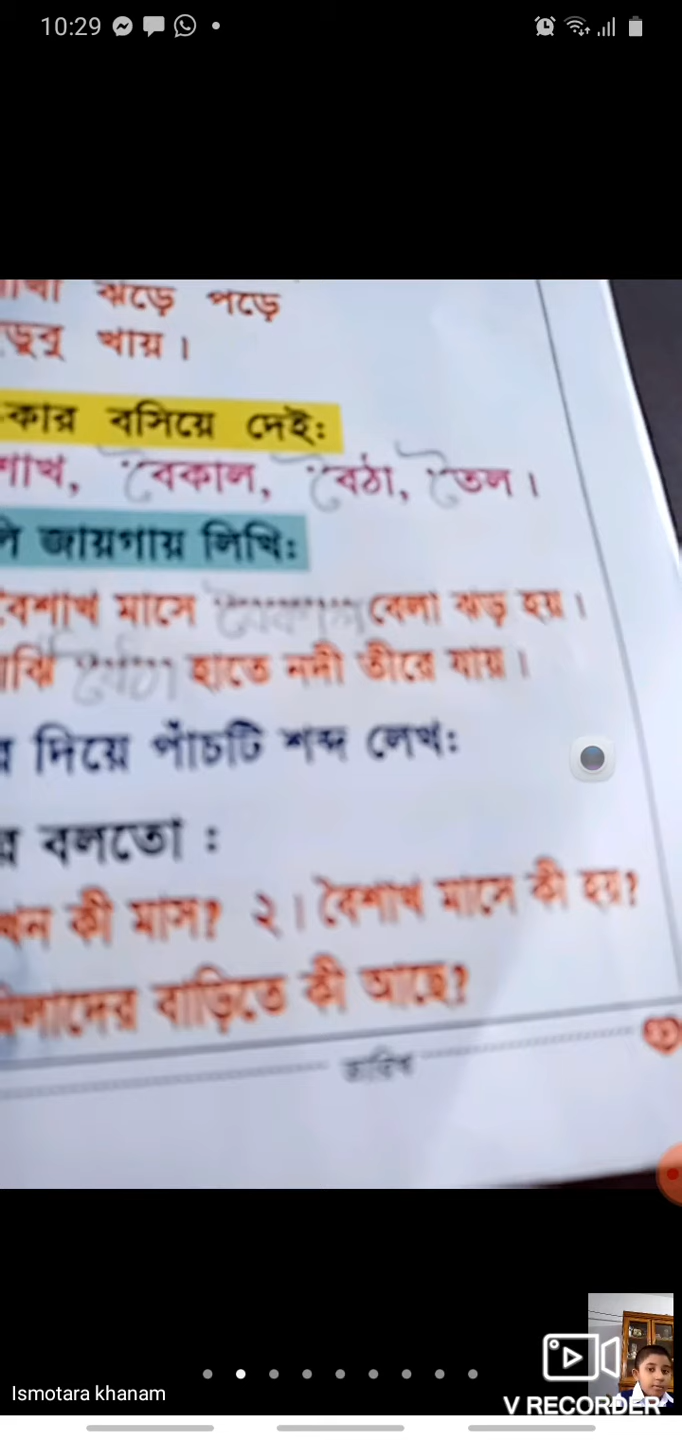 10:29
ঝড়ে পড়ে
খায়।
কার বসিয়ে দেই:
শাখ, বৈকাল, বৈঠা, তৈল।
জায়গায় লিখি:
বৈশাখ মাসে বৈকাল বেলা ঝড় হয়।
মাঝি বৈঠা হাতে নদী তীরে যায়।
দিয়ে পাঁচটি শব্দ লেখ:
বলতো :
কী মাস? ২। বৈশাখ মাসে কী হয়?
বাড়িতে কী আছে?
তারিখ
Ismotara khanam
V RECORDER